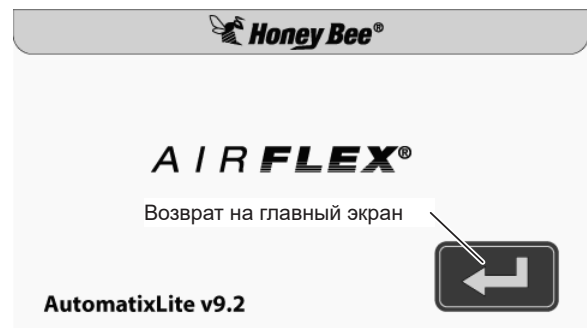 Honey Bee®
AIRFLEX®
Возврат на главный экран
AutomatixLite v9.2